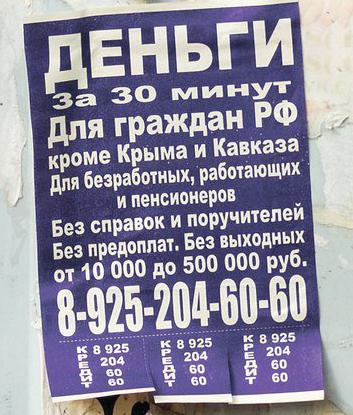 ДЕНЬГИ
За 30 минут
Для граждан РФ
кроме Крыма и Кавказа
Для безработных, работающих
и пенсионеров
Без справок и поручителей
Без предоплат. Без выходных
от 10 000 до 500 000 руб.
8-925-204-60-60
КРЕДИТ
8 925
204
60
60
КРЕДИТ
8 925
204
60
60
КРЕДИТ
8 925
204
60
60